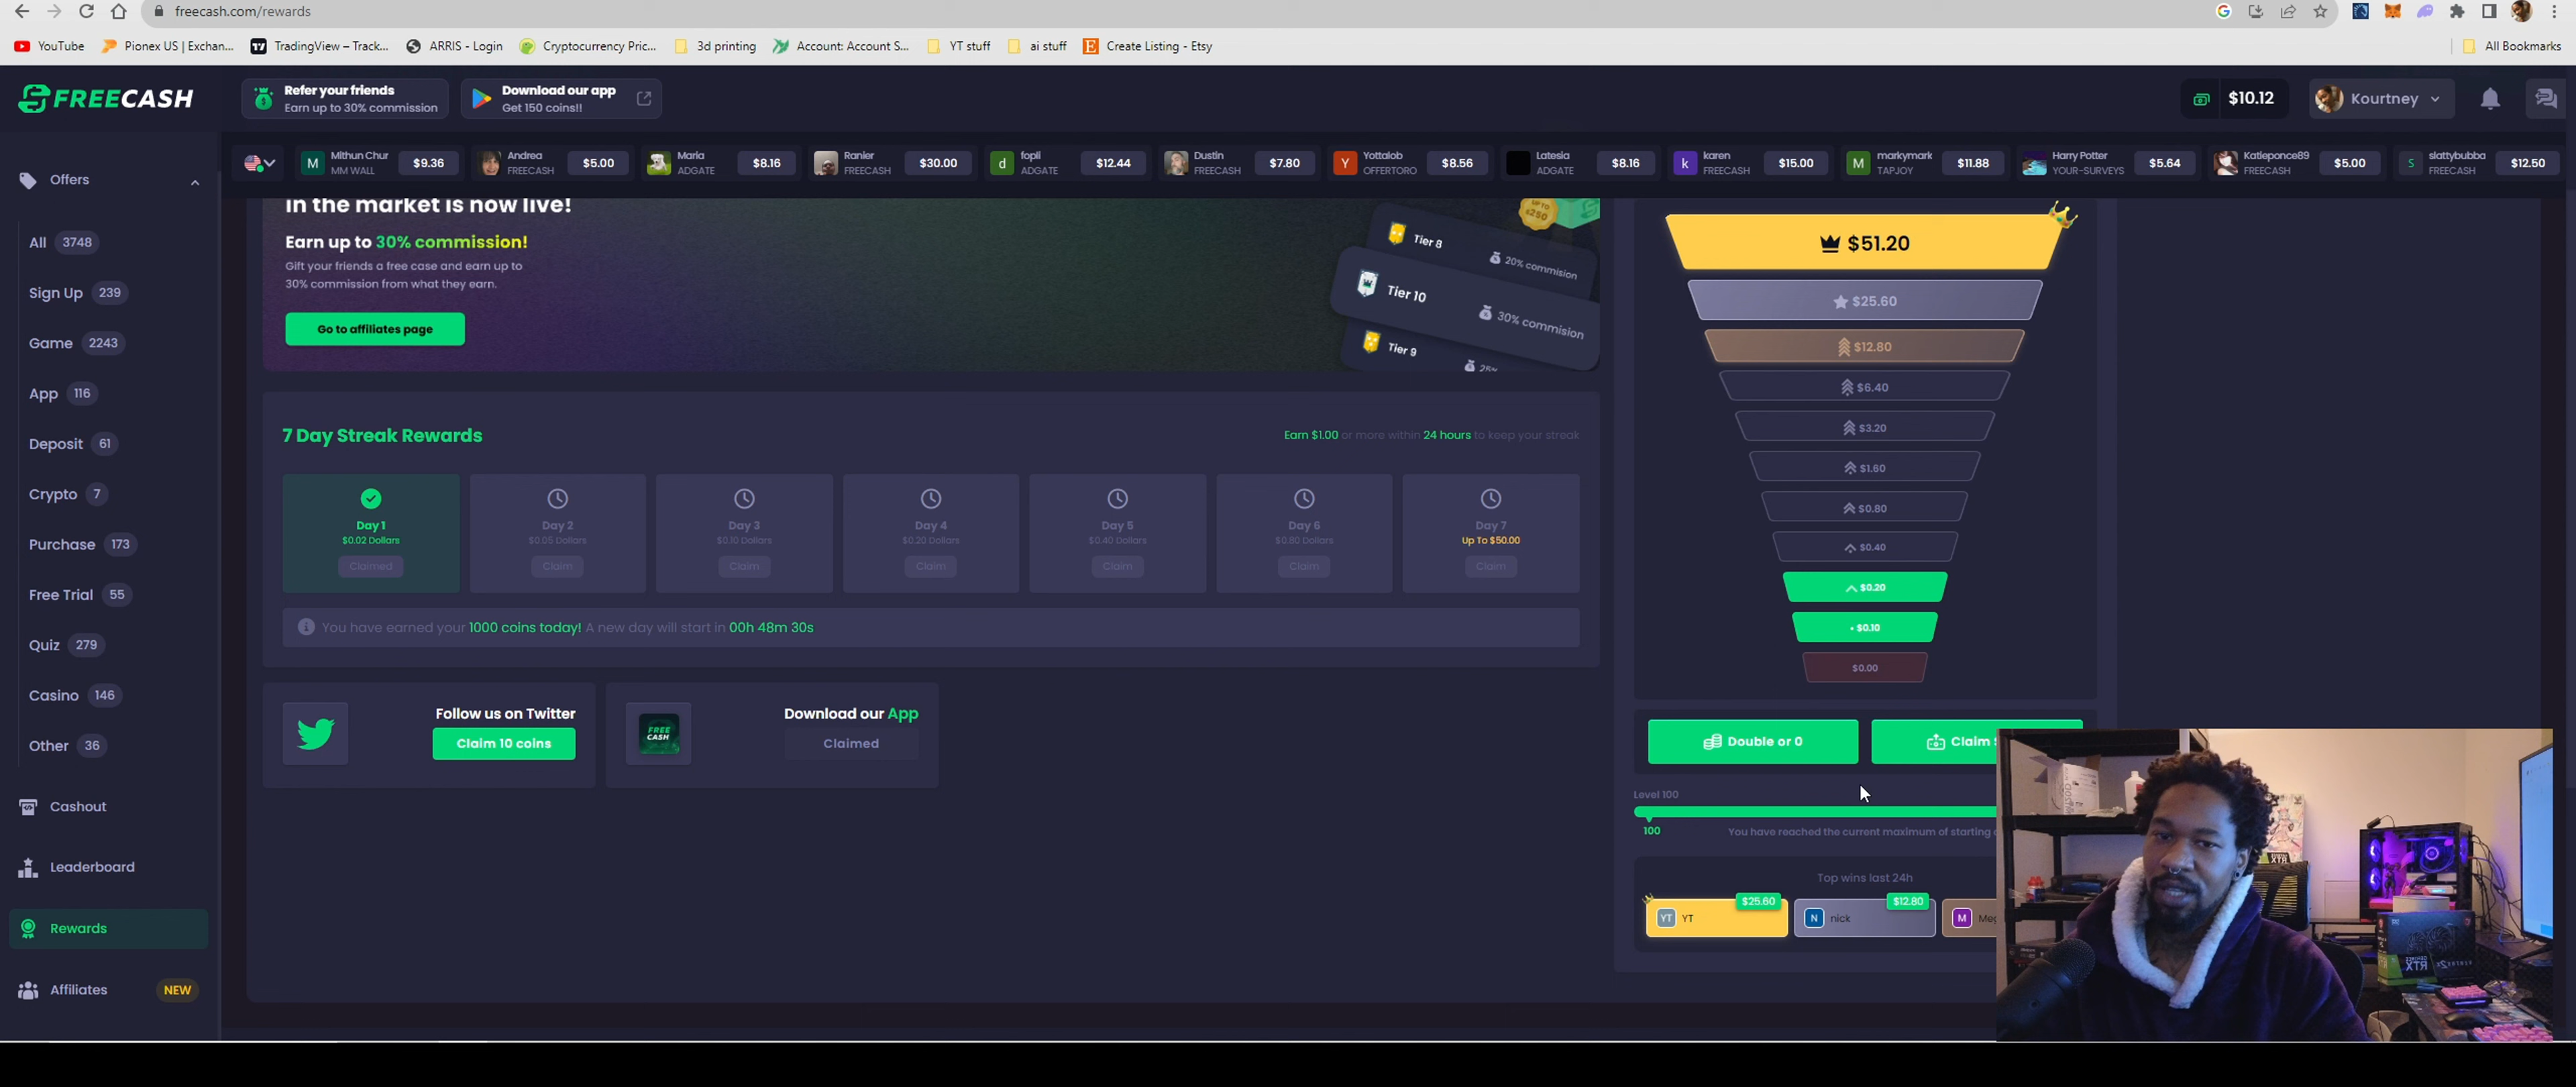 freecash.com/rewards
YouTube
Pionex US | Exchan...
TradingView – Track...
ARRIS - Login
Cryptocurrency Pric...
3d printing
Account: Account S...
YT stuff
ai stuff
Create Listing - Etsy
All Bookmarks
FREECASH
Refer your friends
Earn up to 30% commission
Download our app
Get 150 coins!!
$10.12
Kourtney
M Mithun Chur MM WALL $9.36
Andrea FREECASH $5.00
Maria ADGATE $8.16
Ranier FREECASH $30.00
d fopli ADGATE $12.44
Dustin FREECASH $7.80
Y Yottalob OFFERTORO $8.56
Latesia ADGATE $8.16
k karen FREECASH $15.00
M markymark TAPJOY $11.88
Harry Potter YOUR-SURVEYS $5.64
Katieponce89 FREECASH $5.00
S slattybubba FREECASH $12.50
Offers
All 3748
Sign Up 239
Game 2243
App 116
Deposit 61
Crypto 7
Purchase 173
Free Trial 55
Quiz 279
Casino 146
Other 36
Cashout
Leaderboard
Rewards
Affiliates NEW
in the market is now live!
Earn up to 30% commission!
Gift your friends a free case and earn up to
30% commission from what they earn.
Go to affiliates page
UP TO
$250
Tier 8 20% commision
Tier 10 30% commision
Tier 9 25%
7 Day Streak Rewards
Earn $1.00 or more within 24 hours to keep your streak
Day 1
$0.02 Dollars
Claimed
Day 2
$0.05 Dollars
Claim
Day 3
$0.10 Dollars
Claim
Day 4
$0.20 Dollars
Claim
Day 5
$0.40 Dollars
Claim
Day 6
$0.80 Dollars
Claim
Day 7
Up To $50.00
Claim
You have earned your 1000 coins today! A new day will start in 00h 48m 30s
Follow us on Twitter
Claim 10 coins
FREE
CASH
Download our App
Claimed
$51.20
$25.60
$12.80
$6.40
$3.20
$1.60
$0.80
$0.40
$0.20
$0.10
$0.00
Double or 0
Claim
Level 100
100
You have reached the current maximum of starting
Top wins last 24h
YT YT $25.60
N nick $12.80
M